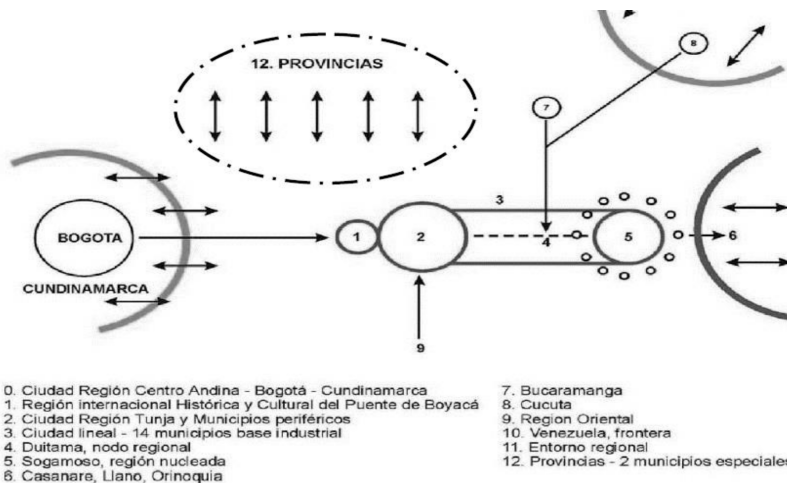 8
12. PROVINCIAS
7
3
BOGOTA
1
2
4
5
6
CUNDINAMARCA
9
0. Ciudad Región Centro Andina - Bogotá - Cundinamarca
1. Región internacional Histórica y Cultural del Puente de Boyacá
2. Ciudad Región Tunja y Municipios periféricos
3. Ciudad lineal - 14 municipios base industrial
4. Duitama, nodo regional
5. Sogamoso, región nucleada
6. Casanare, Llano, Orinoquia
7. Bucaramanga
8. Cucuta
9. Region Oriental
10. Venezuela, frontera
11. Entorno regional
12. Provincias - 2 municipios especiales